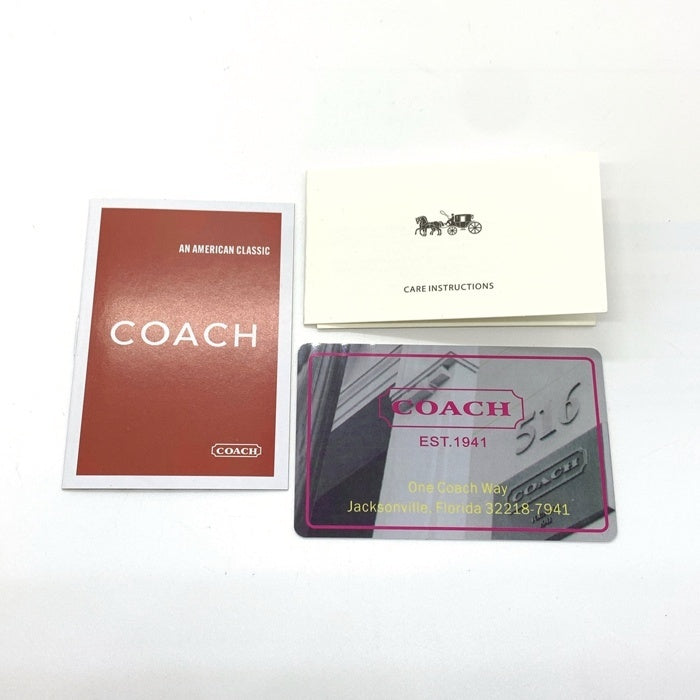 AN AMERICAN CLASSIC
COACH
COACH
CARE INSTRUCTIONS
COACH
EST.1941
516
COACH
One Coach Way
Jacksonville, Florida 32218-7941